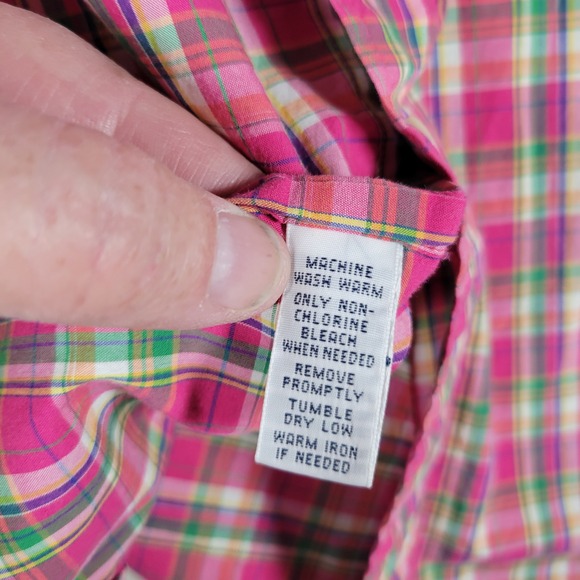 MACHINE
WASH WARM
ONLY NON-
CHLORINE
BLEACH
WHEN NEEDED
REMOVE
PROMPTLY
TUMBLE
DRY LOW
WARM IRON
IF NEEDED